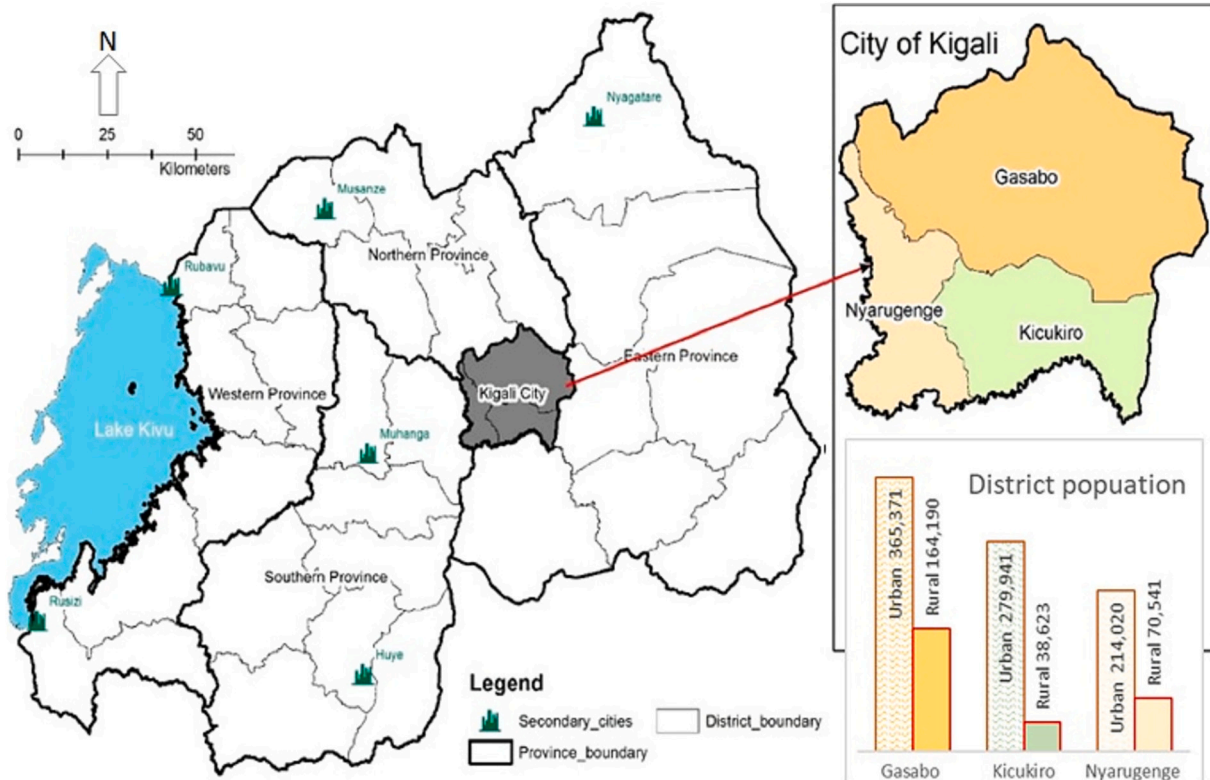 N
0 25 50
Kilometers
Nyagatare
Musanze
Northern Province
Rubavu
Lake Kivu
Western Province
Kigali City
Eastern Province
Muhanga
Southern Province
Rusizi
Huye
Legend
Secondary_cities
District_boundary
Province_boundary
City of Kigali
Gasabo
Nyarugenge
Kicukiro
District popuation
Urban 365,371
Rural 164,190
Urban 279,941
Rural 38,623
Urban 214,020
Rural 70,541
Gasabo
Kicukiro
Nyarugenge